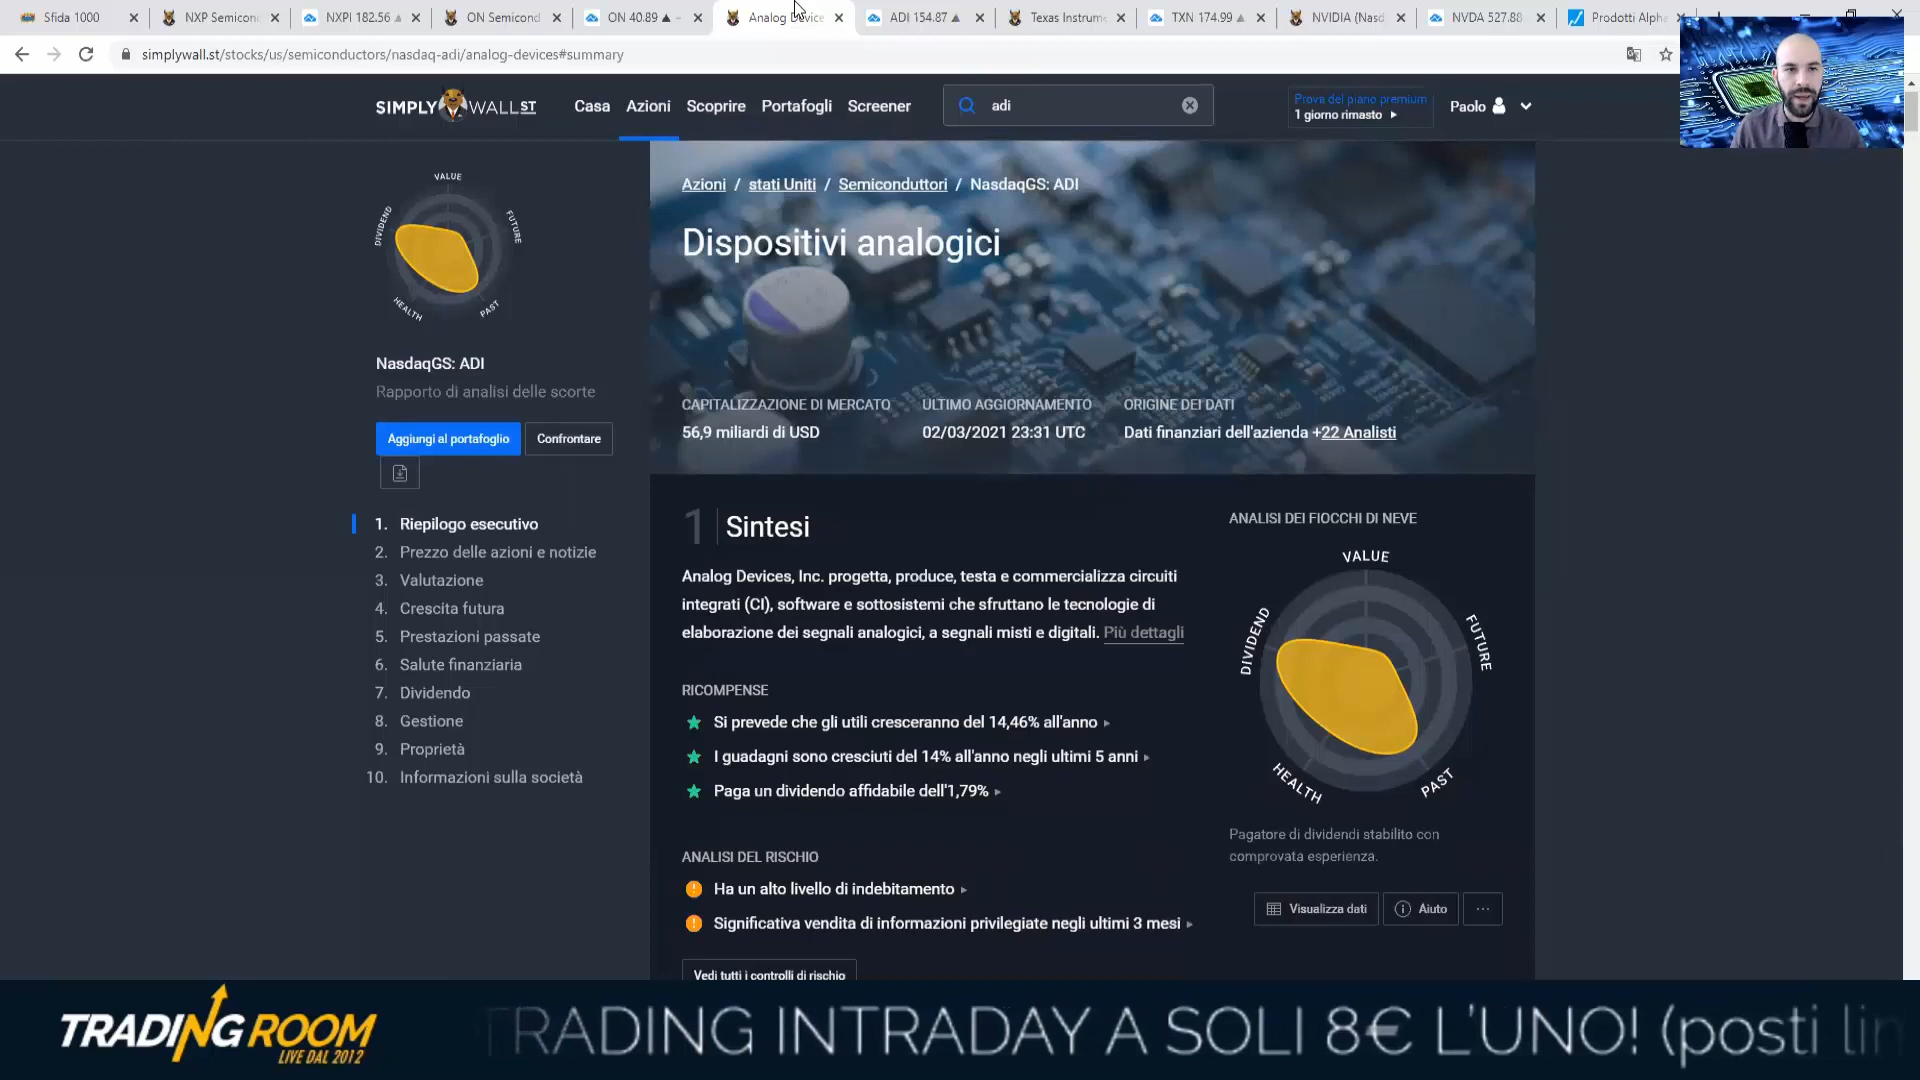 Sfida 1000
NXP Semicon
NXPI 182.56 ▲
ON Semicond
ON 40.89 ▲ −
Analog Device
ADI 154.87 ▲
Texas Instrum
TXN 174.99 ▲
NVIDIA (Nasd
NVDA 527.88
Prodotti Alpha
simplywall.st/stocks/us/semiconductors/nasdaq-adi/analog-devices#summary
SIMPLY WALL ST
Casa
Azioni
Scoprire
Portafogli
Screener
adi
Prova del piano premium
1 giorno rimasto ▸
Paolo
VALUE
FUTURE
PAST
HEALTH
DIVIDEND
NasdaqGS: ADI
Rapporto di analisi delle scorte
Aggiungi al portafoglio
Confrontare
1. Riepilogo esecutivo
2. Prezzo delle azioni e notizie
3. Valutazione
4. Crescita futura
5. Prestazioni passate
6. Salute finanziaria
7. Dividendo
8. Gestione
9. Proprietà
10. Informazioni sulla società
Azioni / stati Uniti / Semiconduttori / NasdaqGS: ADI
Dispositivi analogici
CAPITALIZZAZIONE DI MERCATO
56,9 miliardi di USD
ULTIMO AGGIORNAMENTO
02/03/2021 23:31 UTC
ORIGINE DEI DATI
Dati finanziari dell'azienda +22 Analisti
1 Sintesi
Analog Devices, Inc. progetta, produce, testa e commercializza circuiti
integrati (CI), software e sottosistemi che sfruttano le tecnologie di
elaborazione dei segnali analogici, a segnali misti e digitali. Più dettagli
RICOMPENSE
Si prevede che gli utili cresceranno del 14,46% all'anno ▸
I guadagni sono cresciuti del 14% all'anno negli ultimi 5 anni ▸
Paga un dividendo affidabile dell'1,79% ▸
ANALISI DEL RISCHIO
Ha un alto livello di indebitamento ▸
Significativa vendita di informazioni privilegiate negli ultimi 3 mesi ▸
Vedi tutti i controlli di rischio
ANALISI DEI FIOCCHI DI NEVE
VALUE
FUTURE
PAST
HEALTH
DIVIDEND
Pagatore di dividendi stabilito con
comprovata esperienza.
Visualizza dati
Aiuto
...
TRADING ROOM
LIVE DAL 2012
TRADING INTRADAY A SOLI 8€ L'UNO! (posti lin